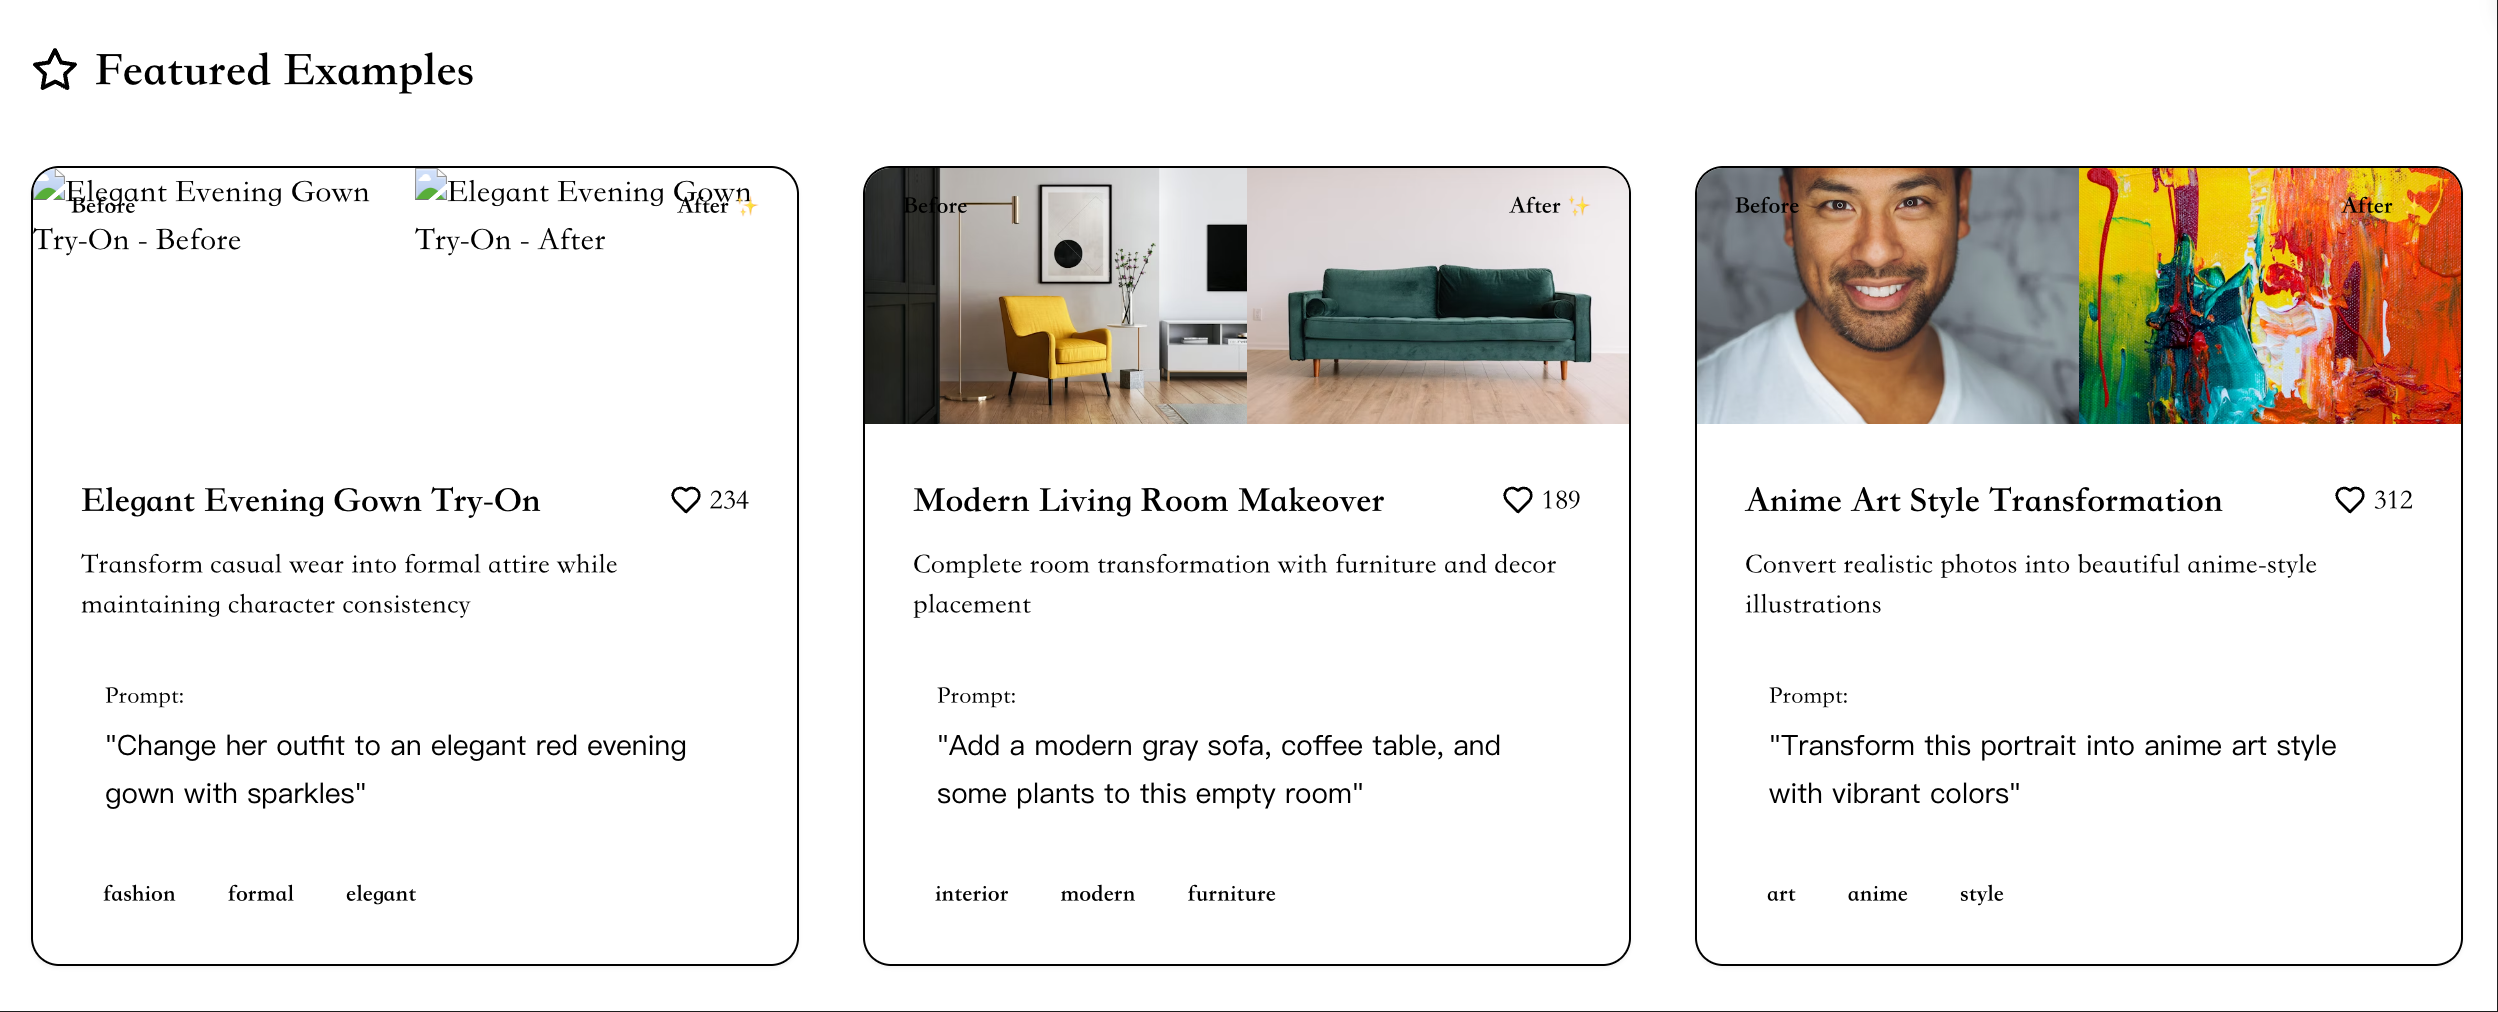 Featured Examples
Elegant Evening Gown
Try-On - Before
Before
Elegant Evening Gown
Try-On - After
After ✨
Elegant Evening Gown Try-On
234
Transform casual wear into formal attire while
maintaining character consistency
Prompt:
"Change her outfit to an elegant red evening
gown with sparkles"
fashion formal elegant
Before
After ✨
Modern Living Room Makeover
189
Complete room transformation with furniture and decor
placement
Prompt:
"Add a modern gray sofa, coffee table, and
some plants to this empty room"
interior modern furniture
Before
After
Anime Art Style Transformation
312
Convert realistic photos into beautiful anime-style
illustrations
Prompt:
"Transform this portrait into anime art style
with vibrant colors"
art anime style